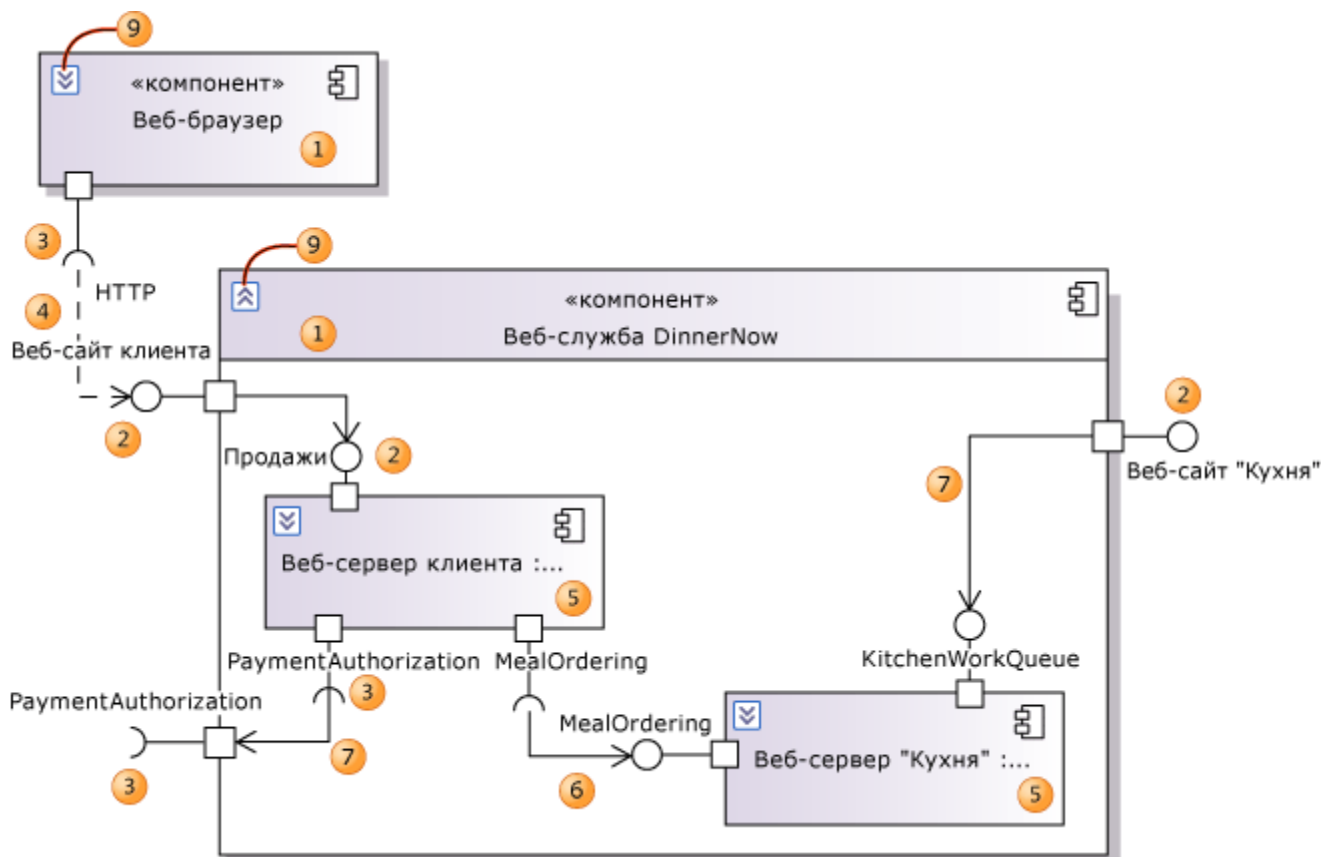 9
«компонент»
Веб-браузер
1
3
HTTP
4
Веб-сайт клиента
2
9
«компонент»
Веб-служба DinnerNow
1
2
Веб-сайт "Кухня"
Продажи
2
7
Веб-сервер клиента :...
5
PaymentAuthorization
MealOrdering
KitchenWorkQueue
3
PaymentAuthorization
3
7
MealOrdering
6
Веб-сервер "Кухня" :...
5